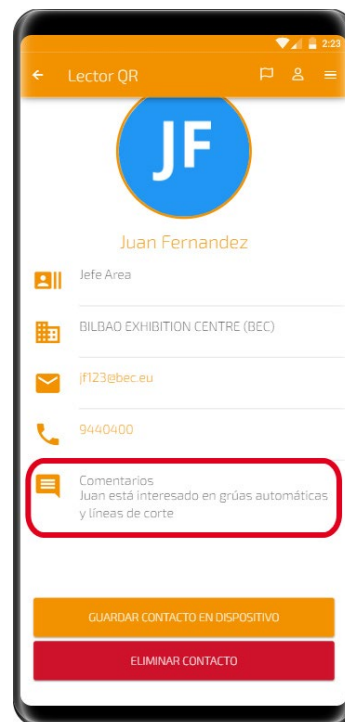 2:23
Lector QR
JF
Juan Fernandez
Jefe Area
BILBAO EXHIBITION CENTRE (BEC)
jf123@bec.eu
9440400
Comentarios
Juan está interesado en grúas automáticas
y líneas de corte
GUARDAR CONTACTO EN DISPOSITIVO
ELIMINAR CONTACTO